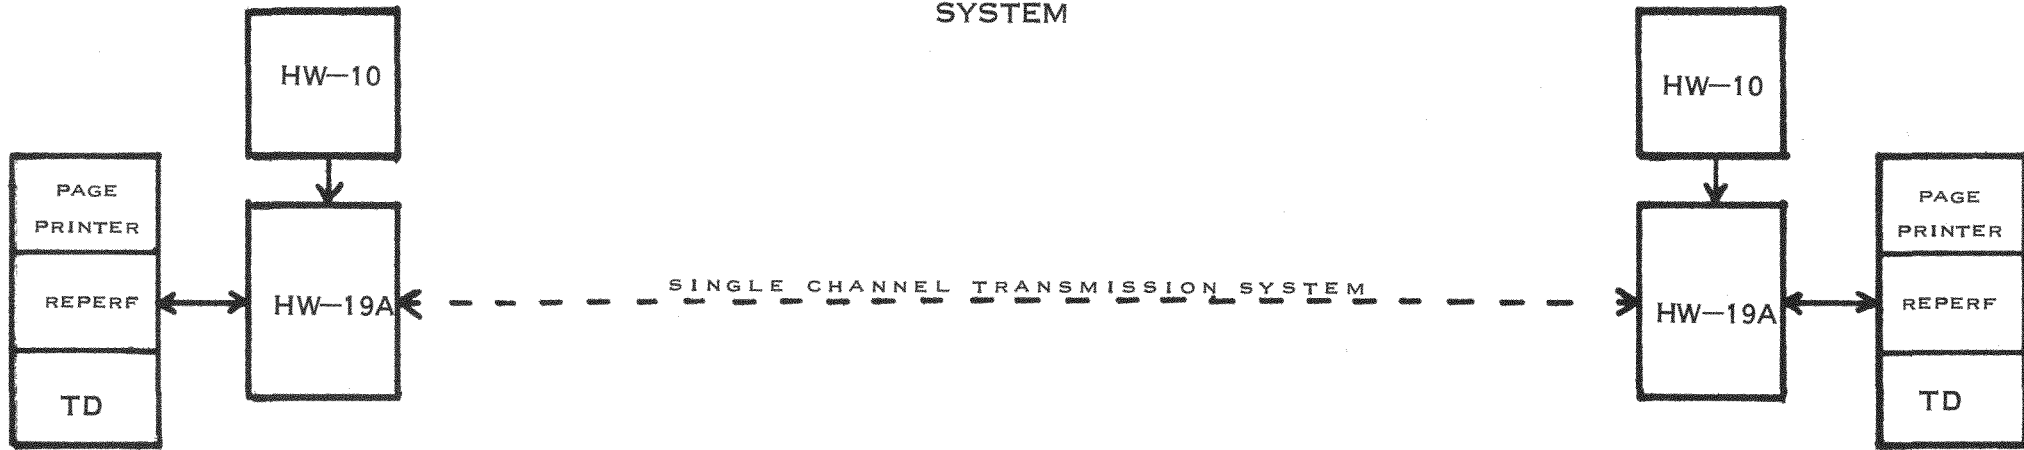 SYSTEM
HW-10
HW-10
PAGE
PRINTER
PAGE
PRINTER
SINGLE CHANNEL TRANSMISSION SYSTEM
REPERF
HW-19A
HW-19A
REPERF
TD
TD